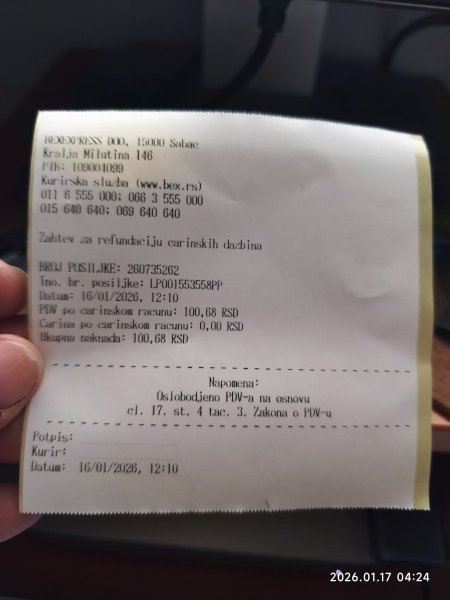 BEXEXPRESS DOO, 15000 Sabac
Kralja Milutina 146
PIB: 109004099
Kurirska sluzba (www.bex.rs)
011 6 555 000; 066 3 555 000
015 640 640; 069 640 640
Zahtev za refundaciju carinskih dazbina
BROJ POSILJKE: 260735262
Ino. br. posiljke: LP001553558PP
Datum: 16/01/2026, 12:10
PDV po carinskom racunu: 100,68 RSD
Carina po carinskom racunu: 0,00 RSD
Ukupna naknada: 100,68 RSD
Napomena:
Oslobodjeno PDV-a na osnovu
cl. 17. st. 4 tac. 3. Zakona o PDV-u
Potpis:
Kurir:
Datum: 16/01/2026, 12:10
2026.01.17 04:24